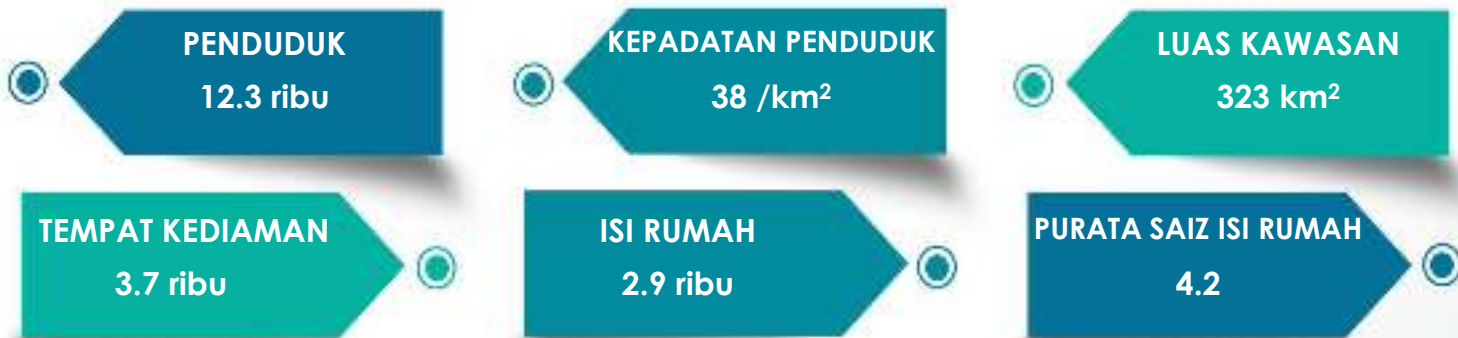 PENDUDUK
12.3 ribu
KEPADATAN PENDUDUK
38 /km²
LUAS KAWASAN
323 km²
TEMPAT KEDIAMAN
3.7 ribu
ISI RUMAH
2.9 ribu
PURATA SAIZ ISI RUMAH
4.2